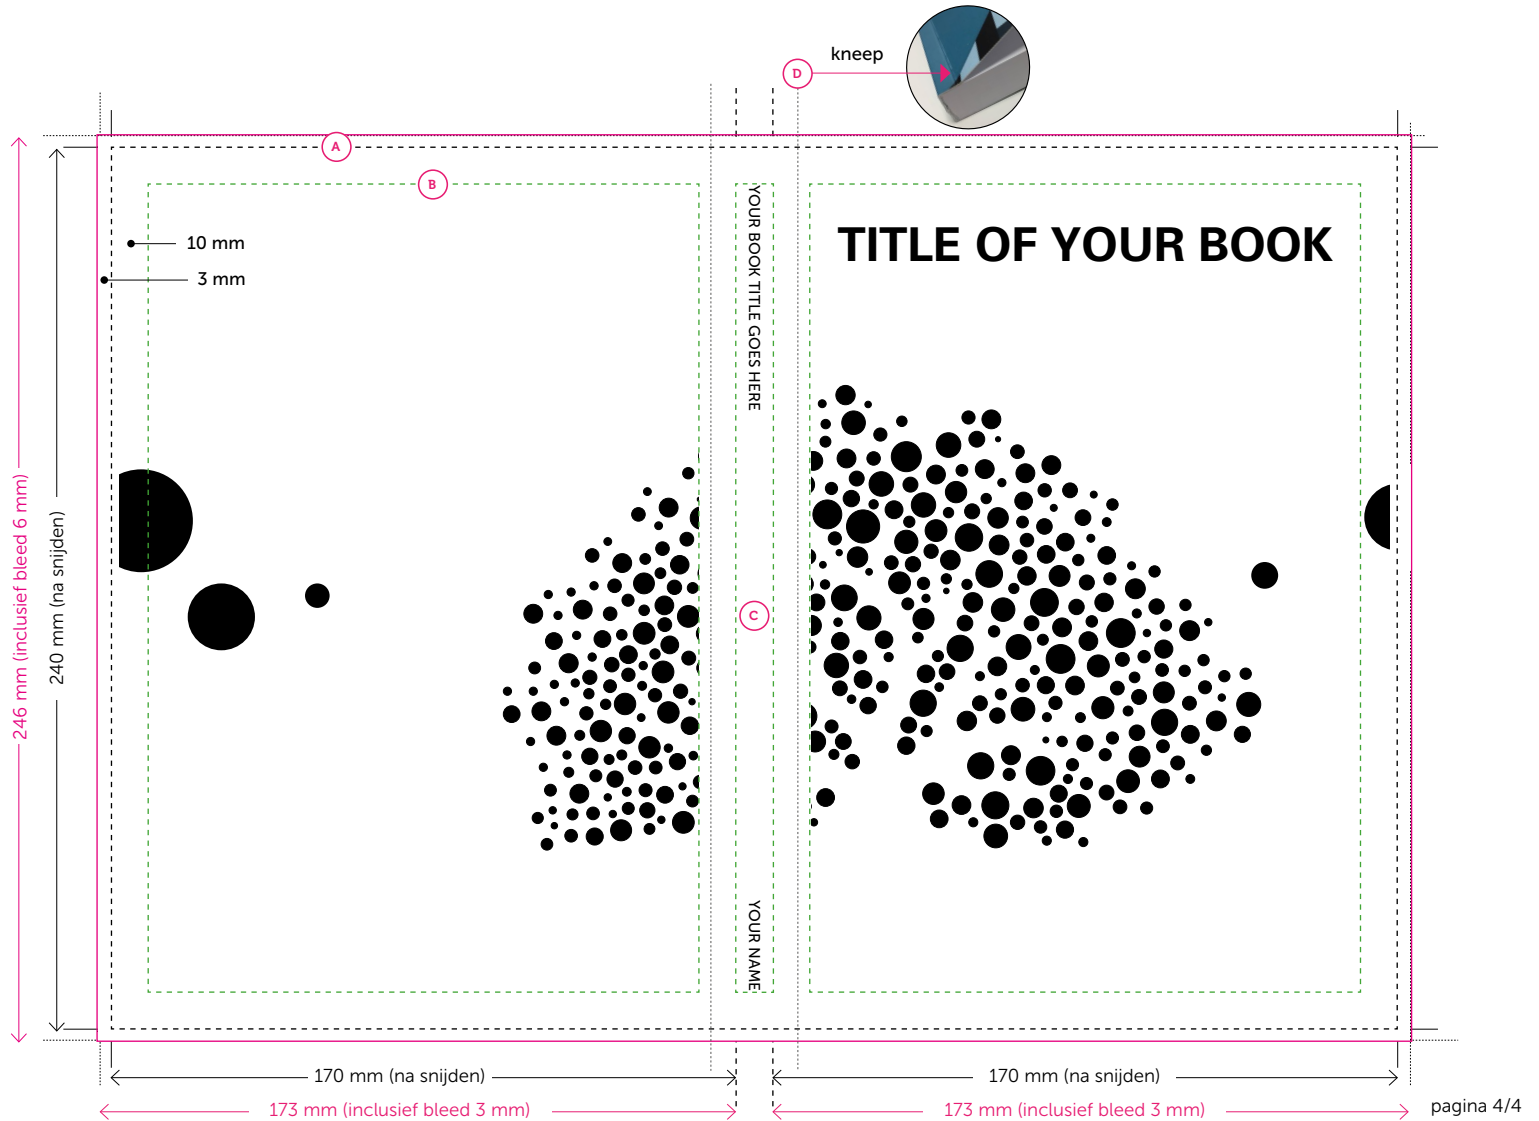 D
kneep
A
B
10 mm
3 mm
TITLE OF YOUR BOOK
YOUR BOOK TITLE GOES HERE
C
YOUR NAME
246 mm (inclusief bleed 6 mm)
240 mm (na snijden)
170 mm (na snijden)
170 mm (na snijden)
173 mm (inclusief bleed 3 mm)
173 mm (inclusief bleed 3 mm)
pagina 4/4